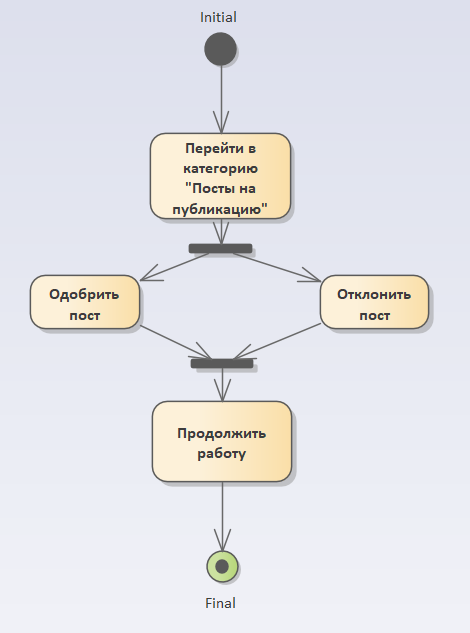 Initial
Перейти в
категорию
"Посты на
публикацию"
Одобрить
пост
Отклонить
пост
Продолжить
работу
Final